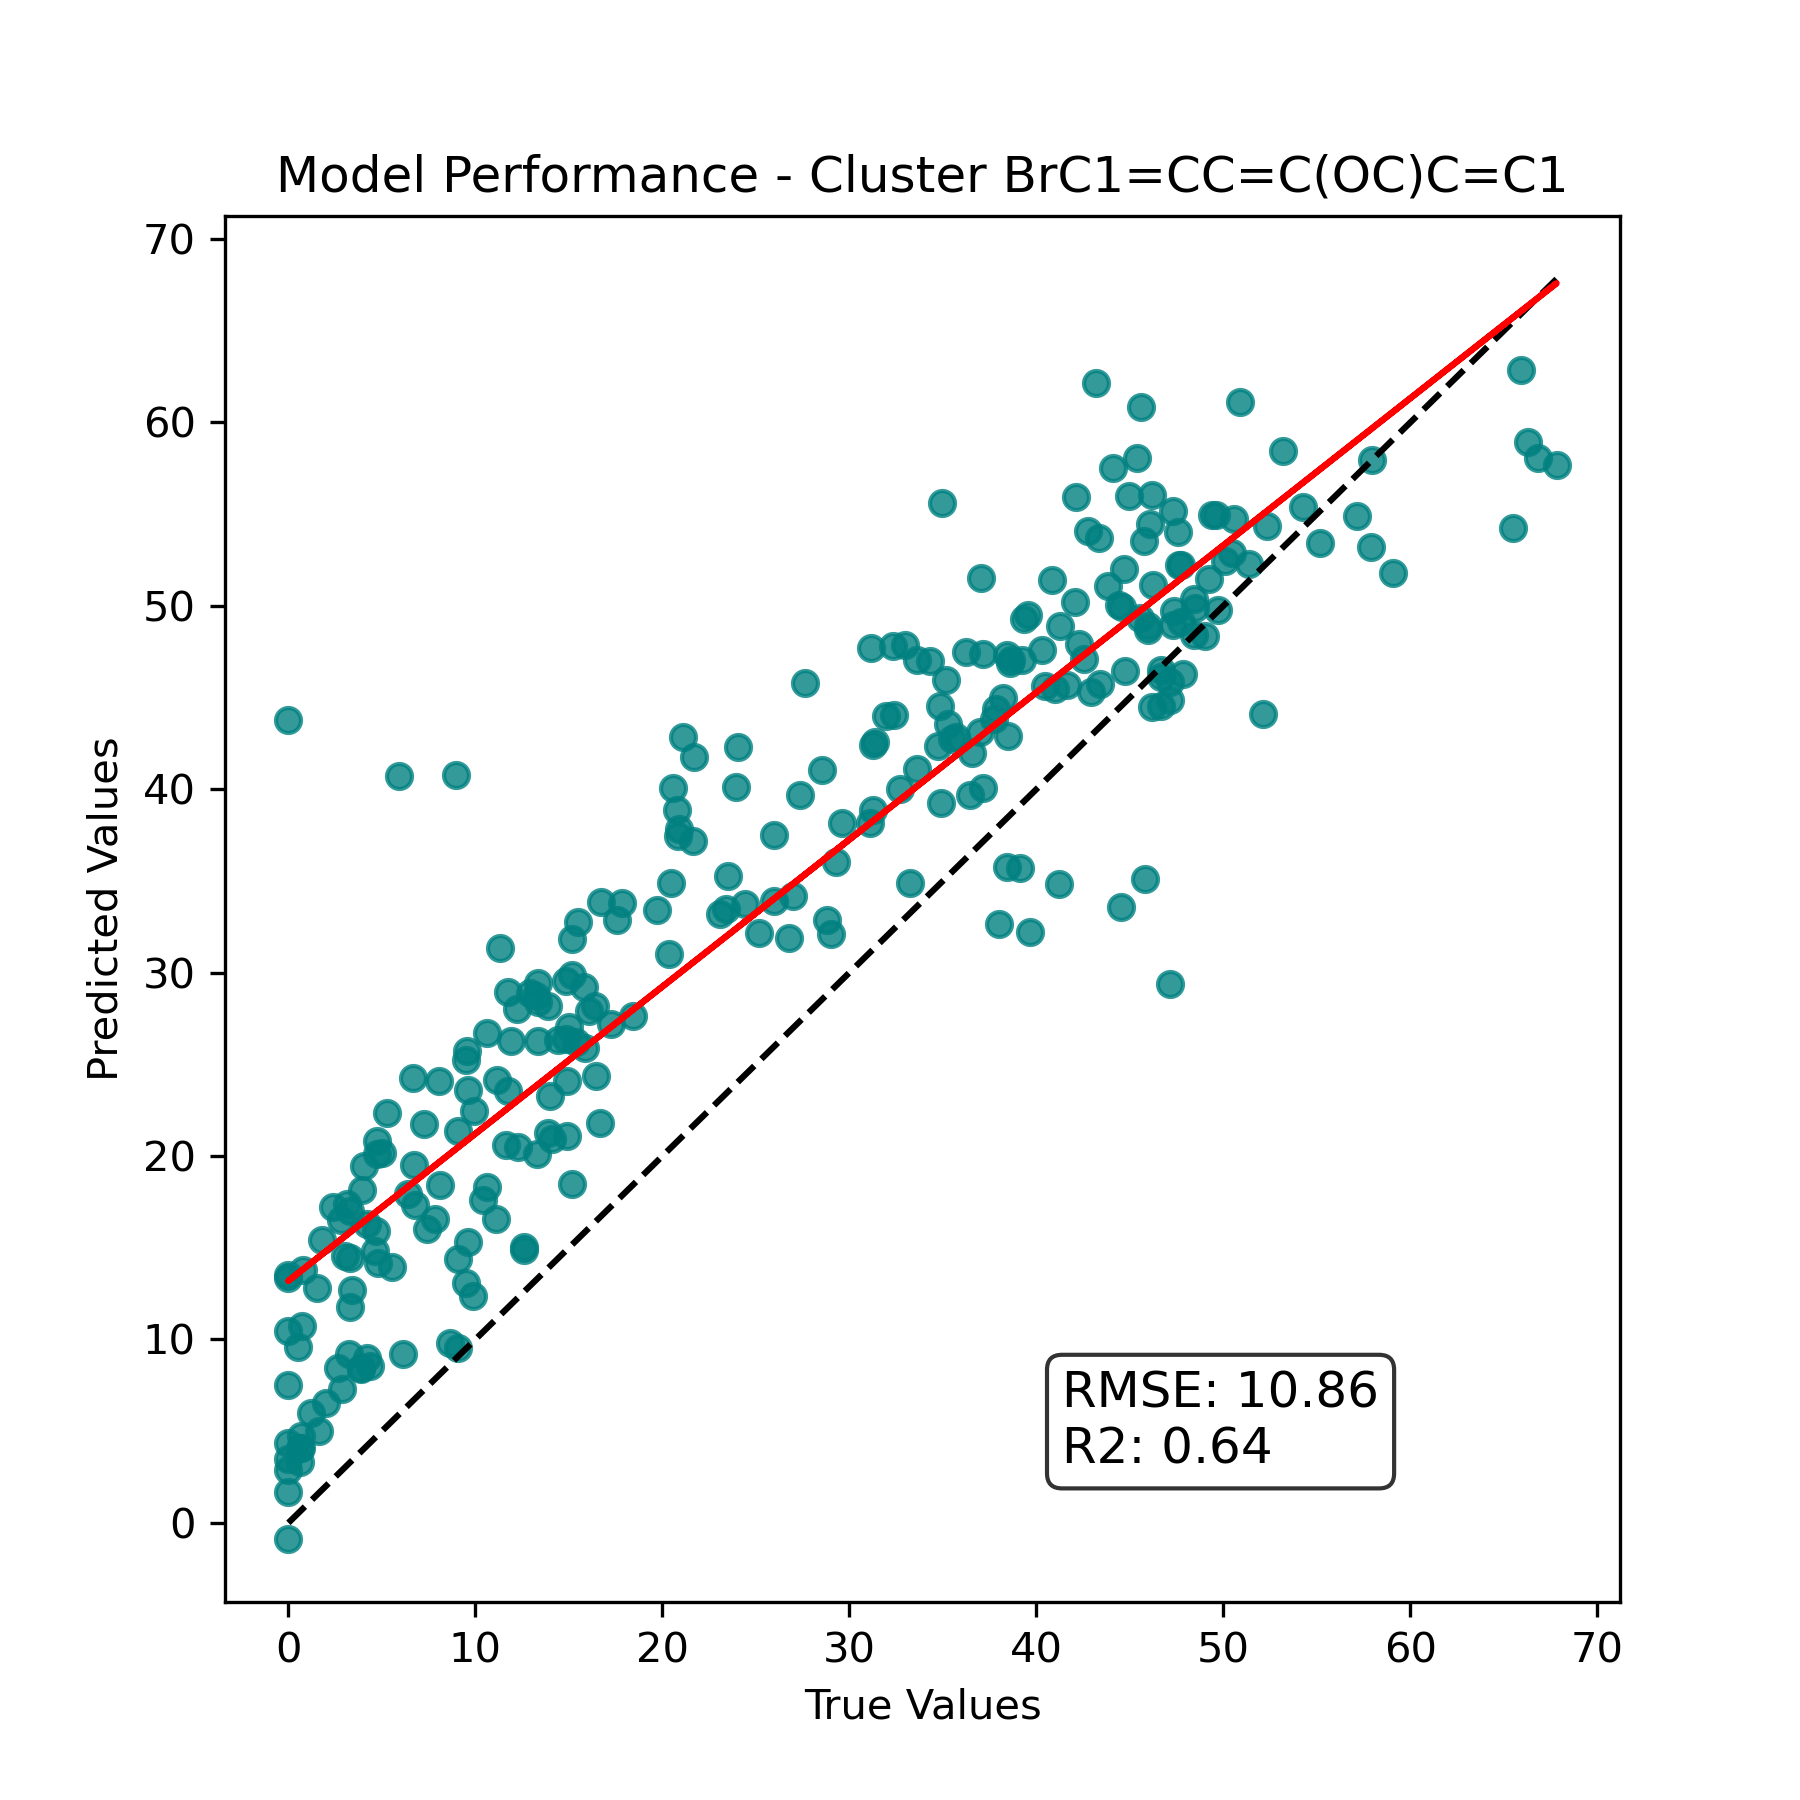 Model Performance - Cluster BrC1=CC=C(OC)C=C1
70
60
50
40
30
20
10
0
Predicted Values
RMSE: 10.86
R2: 0.64
0 10 20 30 40 50 60 70
True Values